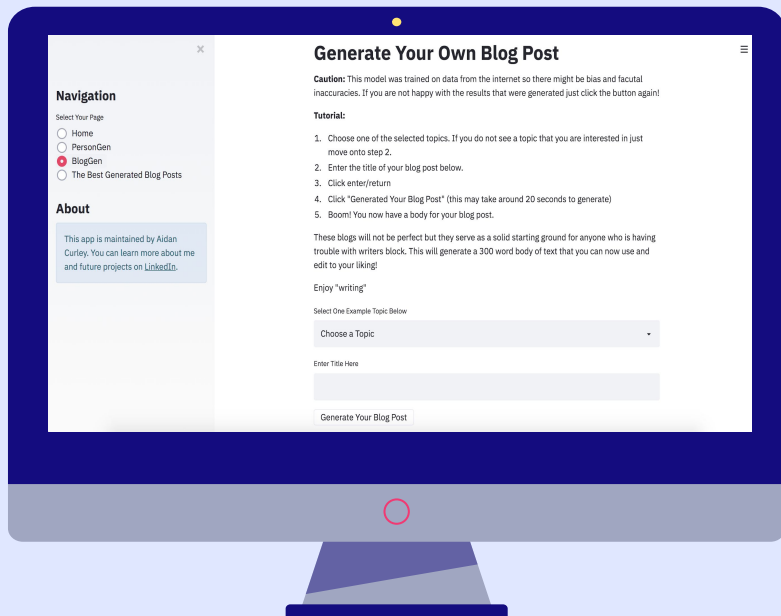 Navigation
Select Your Page
Home
PersonGen
BlogGen
The Best Generated Blog Posts
About
This app is maintained by Aidan
Curley. You can learn more about me
and future projects on LinkedIn.
Generate Your Own Blog Post
Caution: This model was trained on data from the internet so there might be bias and facutal
inaccuracies. If you are not happy with the results that were generated just click the button again!
Tutorial:
1. Choose one of the selected topics. If you do not see a topic that you are interested in just
move onto step 2.
2. Enter the title of your blog post below.
3. Click enter/return
4. Click "Generated Your Blog Post" (this may take around 20 seconds to generate)
5. Boom! You now have a body for your blog post.
These blogs will not be perfect but they serve as a solid starting ground for anyone who is having
trouble with writers block. This will generate a 300 word body of text that you can now use and
edit to your liking!
Enjoy "writing"
Select One Example Topic Below
Choose a Topic
Enter Title Here
Generate Your Blog Post